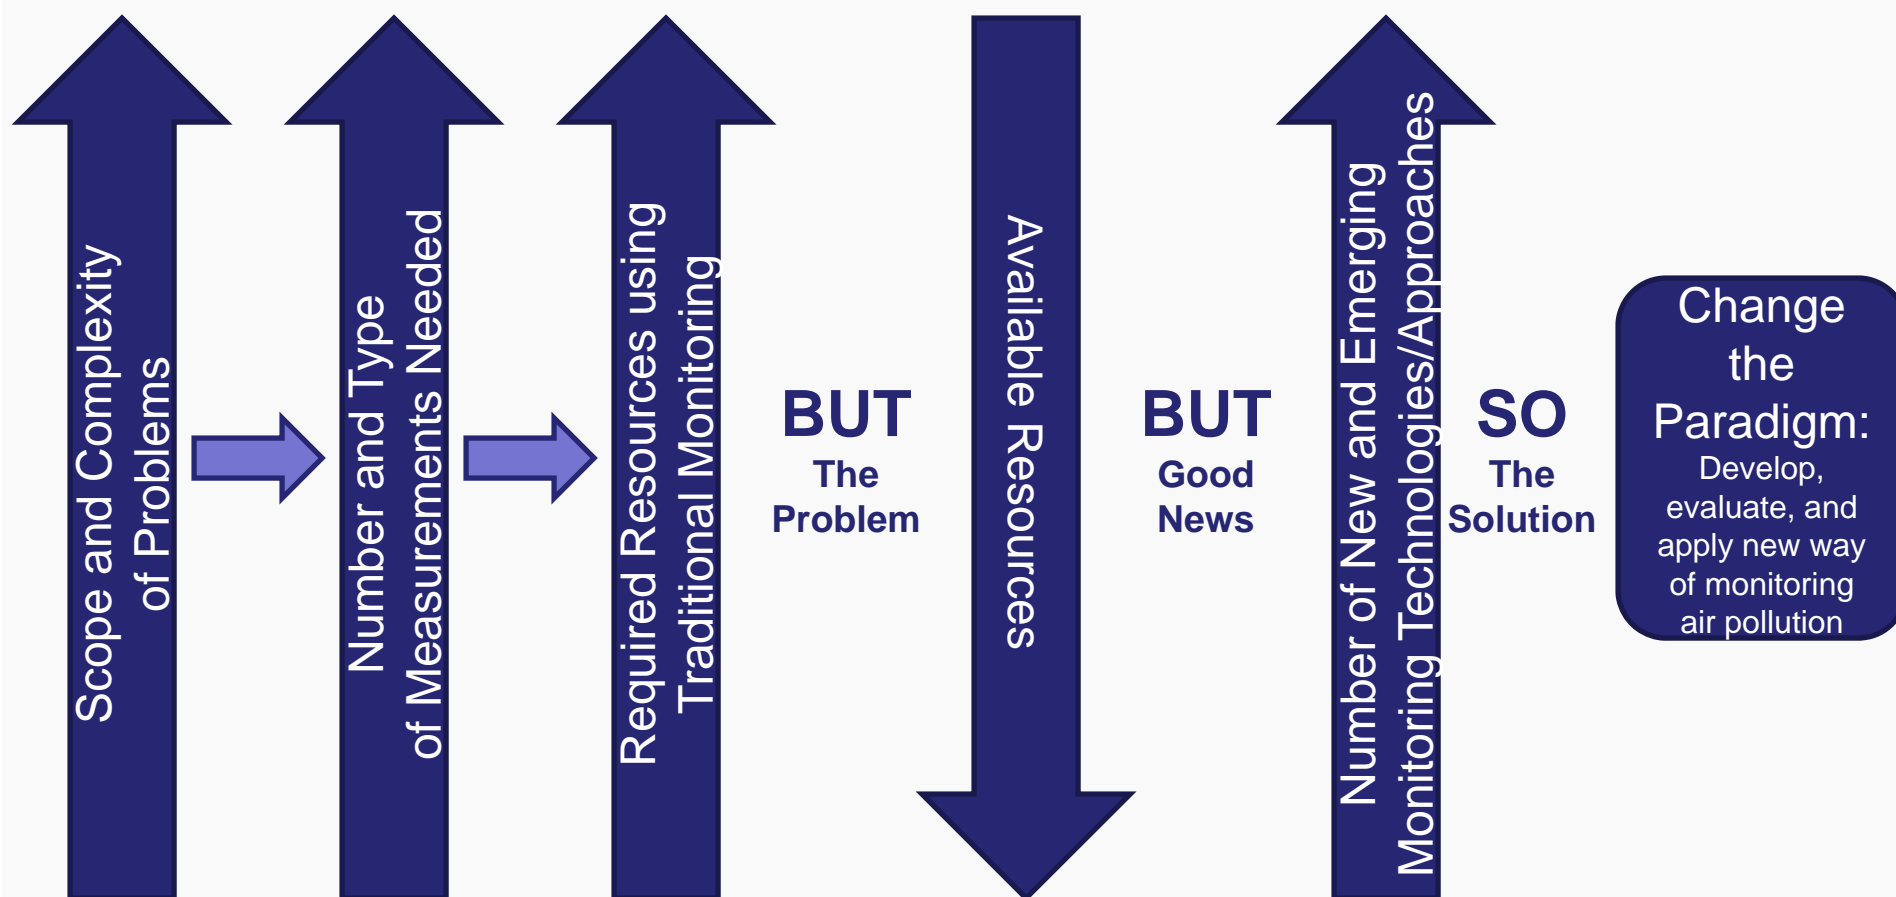 Scope and Complexity
of Problems
Number and Type
of Measurements Needed
Required Resources using
Traditional Monitoring
BUT
The
Problem
Available Resources
BUT
Good
News
Number of New and Emerging
Monitoring Technologies/Approaches
SO
The
Solution
Change
the
Paradigm:
Develop,
evaluate, and
apply new way
of monitoring
air pollution